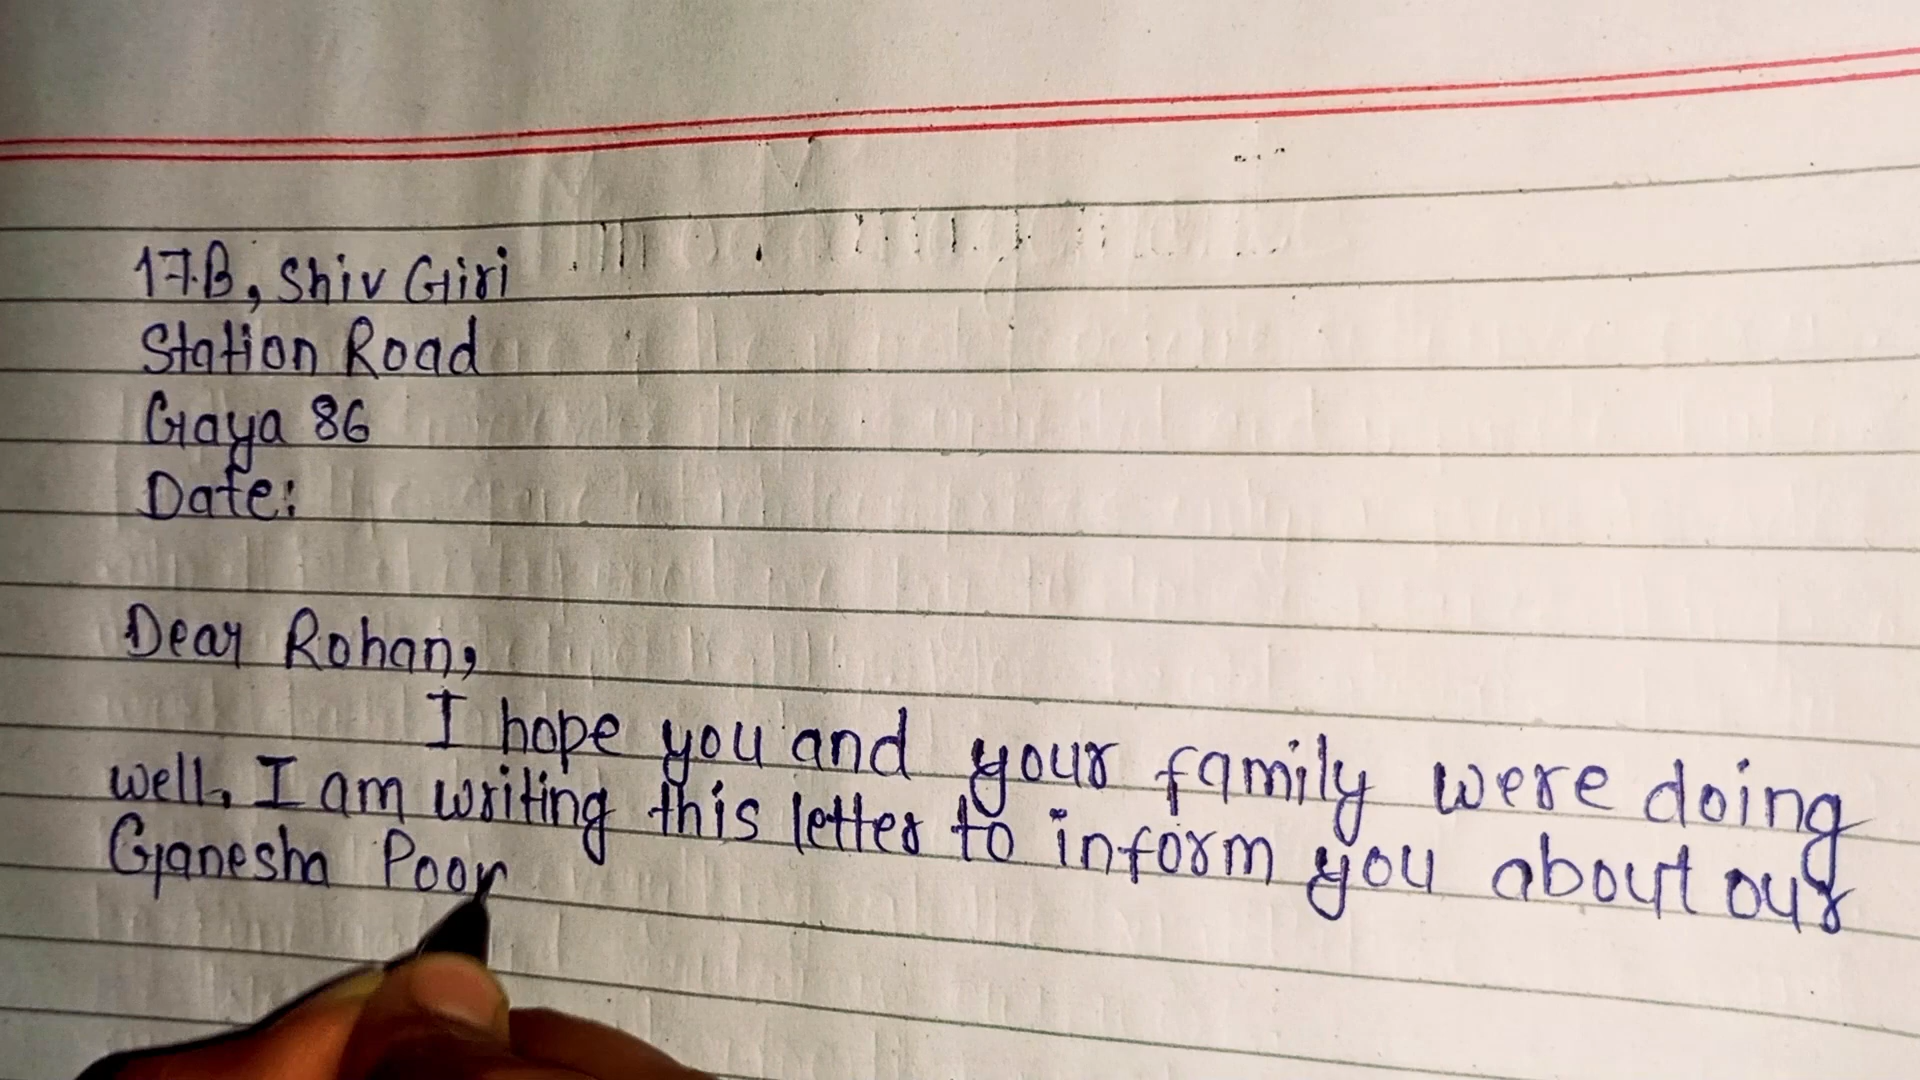 17.B, Shiv Giri
Station Road
Gaya 86
Date:
Dear Rohan,
I hope you and your family were doing
well. I am writing this letter to inform you about our
Ganesha Poor